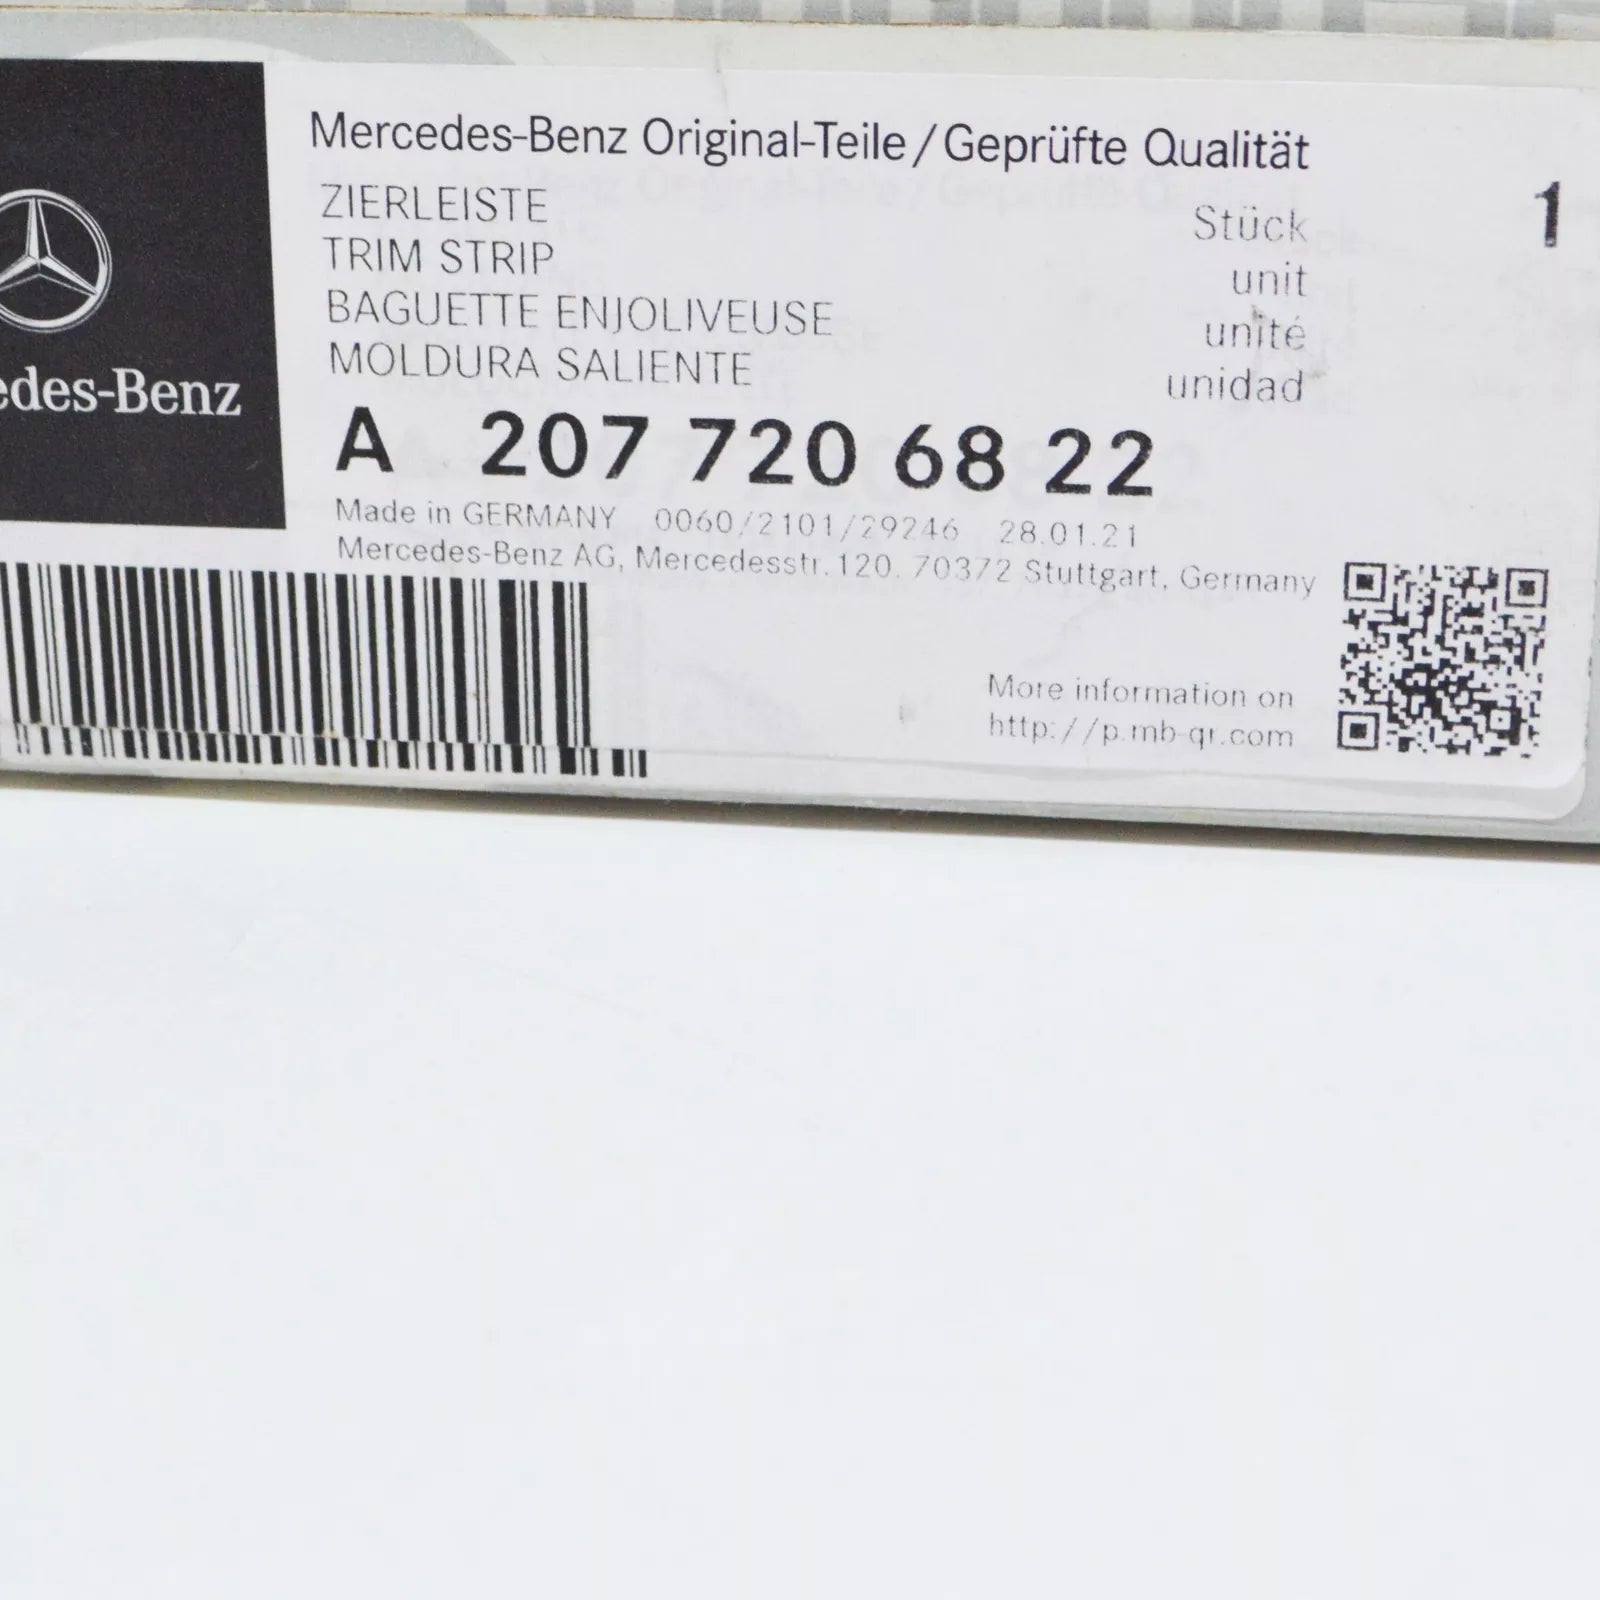 Mercedes-Benz Original-Teile/Geprüfte Qualität
ZIERLEISTE Stück 1
TRIM STRIP unit
BAGUETTE ENJOLIVEUSE unité
MOLDURA SALIENTE unidad
edes-Benz
A 207 720 68 22
Made in GERMANY 0060/2101/29246 28.01.21
Mercedes-Benz AG, Mercedesstr.120. 70372 Stuttgart, Germany
More information on
http://p.mb-qr.com